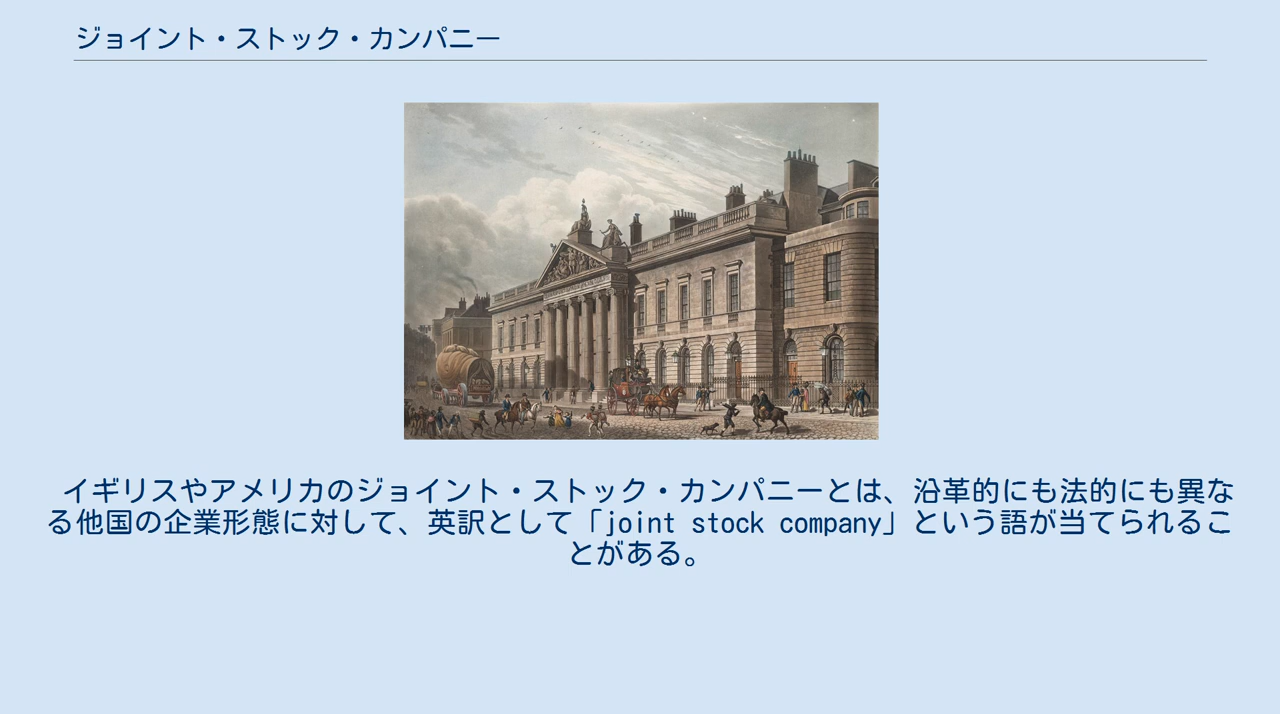 ジョイント・ストック・カンパニー
イギリスやアメリカのジョイント・ストック・カンパニーとは、沿革的にも法的にも異な
る他国の企業形態に対して、英訳として「joint stock company」という語が当てられるこ
とがある。